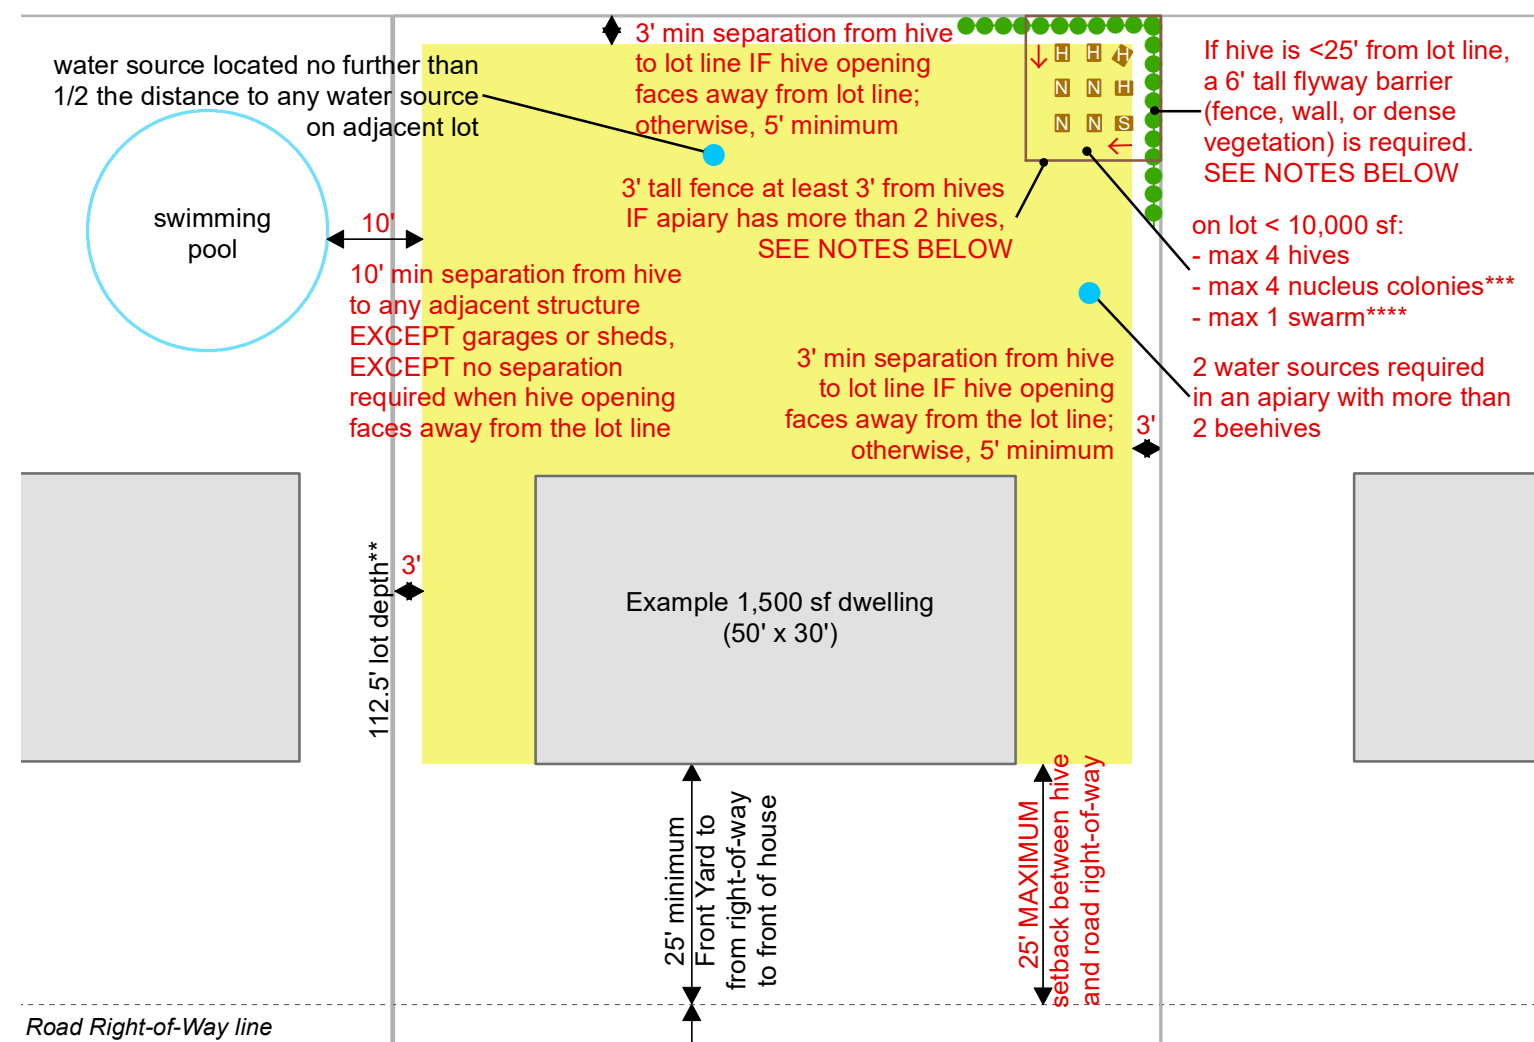 water source located no further than
1/2 the distance to any water source
on adjacent lot
3' min separation from hive
to lot line IF hive opening
faces away from lot line;
otherwise, 5' minimum
H H H
N N H
N N S
If hive is <25' from lot line,
a 6' tall flyway barrier
(fence, wall, or dense
vegetation) is required.
SEE NOTES BELOW
3' tall fence at least 3' from hives
IF apiary has more than 2 hives,
SEE NOTES BELOW
swimming
pool
10'
10' min separation from hive
to any adjacent structure
EXCEPT garages or sheds,
EXCEPT no separation
required when hive opening
faces away from the lot line
on lot < 10,000 sf:
- max 4 hives
- max 4 nucleus colonies***
- max 1 swarm****
3' min separation from hive
to lot line IF hive opening
faces away from the lot line;
otherwise, 5' minimum
3'
2 water sources required
in an apiary with more than
2 beehives
112.5' lot depth**
3'
Example 1,500 sf dwelling
(50' x 30')
25' minimum
Front Yard to
from right-of-way
to front of house
25' MAXIMUM
setback between hive
and road right-of-way
Road Right-of-Way line